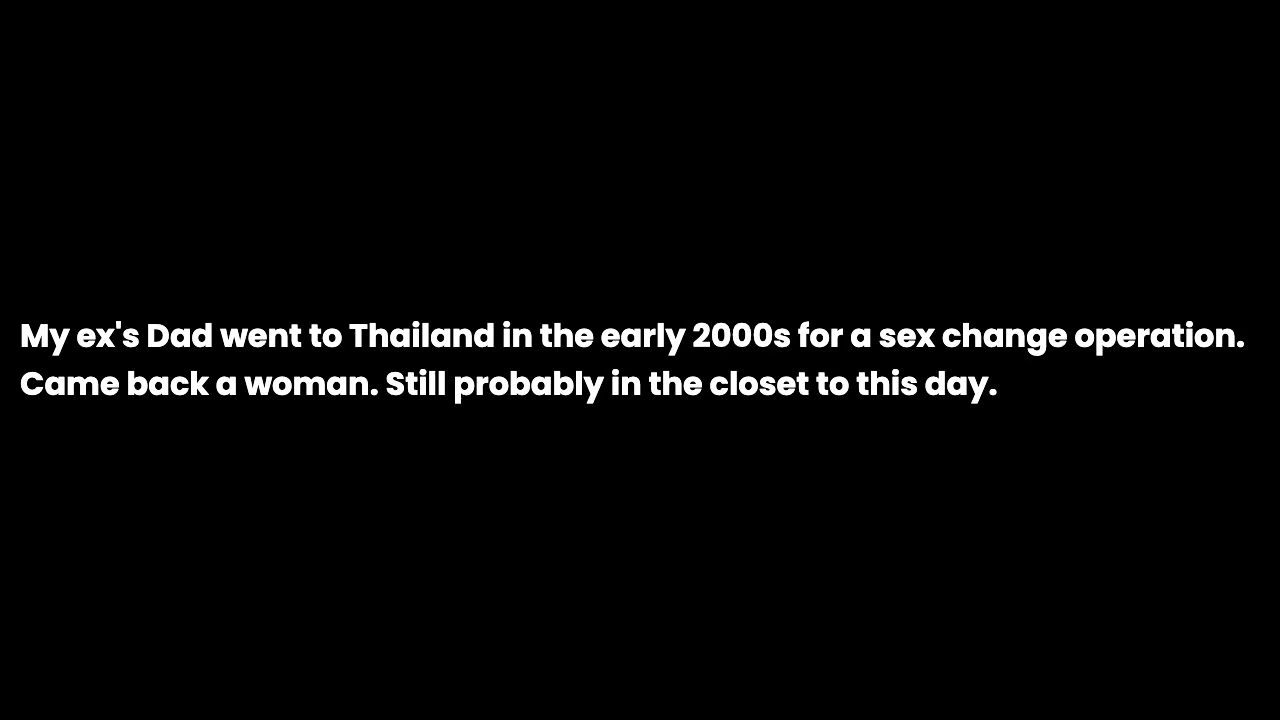 My ex's Dad went to Thailand in the early 2000s for a sex change operation.
Came back a woman. Still probably in the closet to this day.